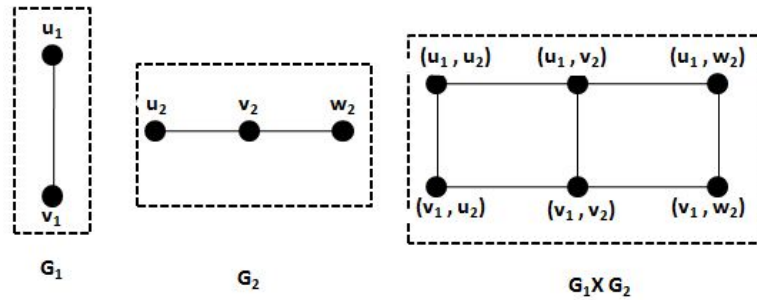 u₁
v₁
G₁
u₂ v₂ w₂
G₂
(u₁ , u₂) (u₁ , v₂) (u₁ , w₂)
(v₁ , u₂) (v₁ , v₂) (v₁ , w₂)
G₁X G₂